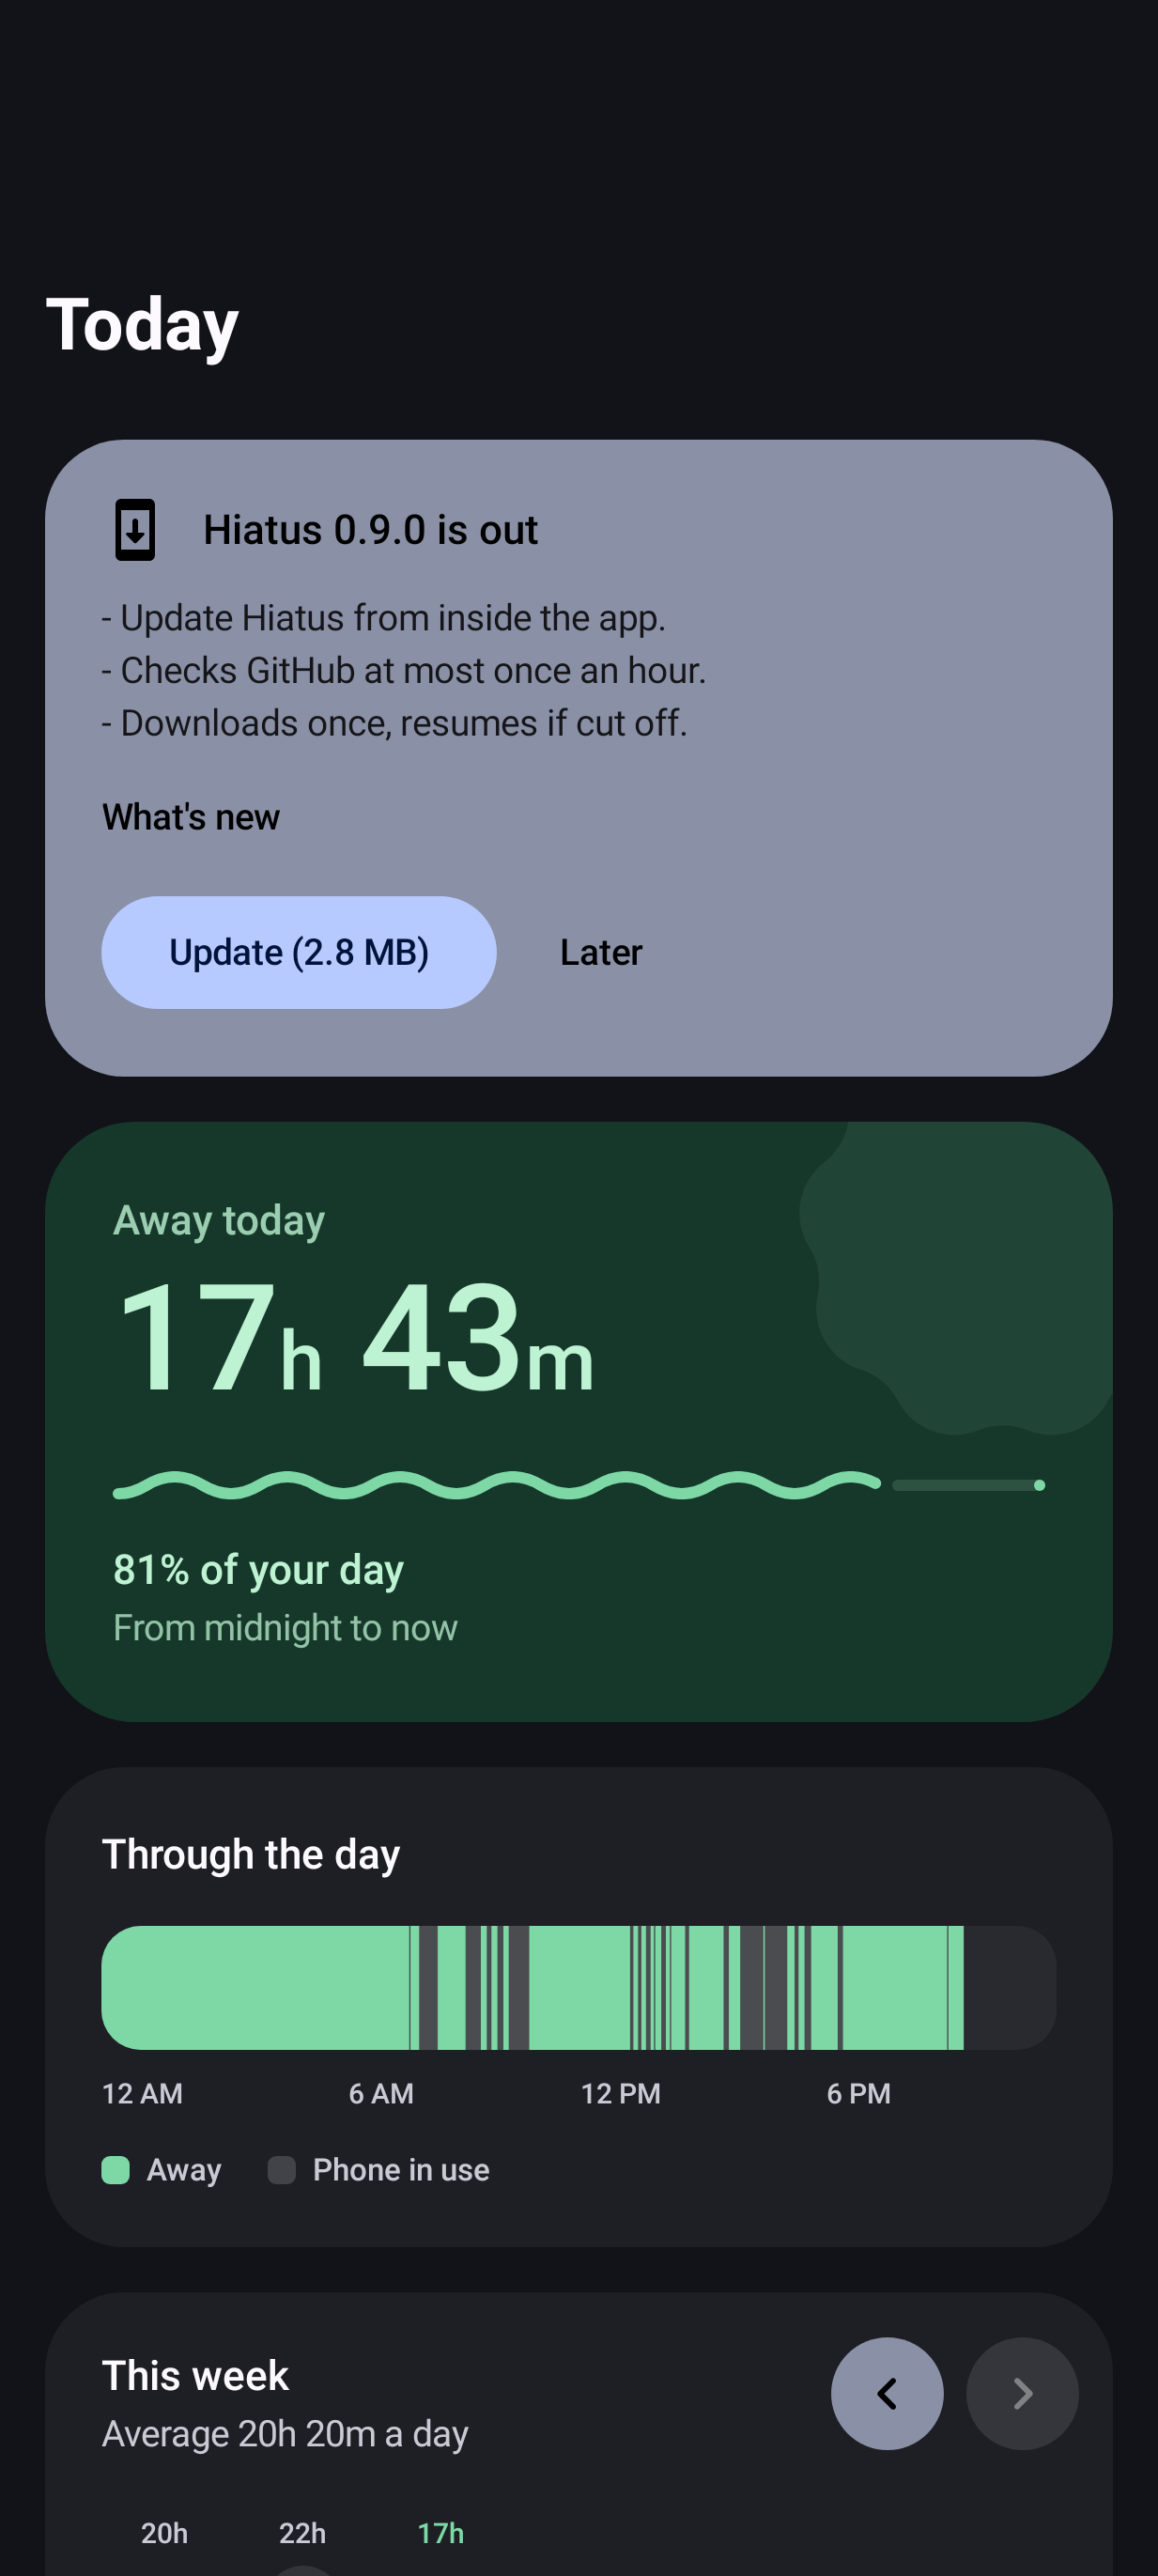 Today
Hiatus 0.9.0 is out
- Update Hiatus from inside the app.
- Checks GitHub at most once an hour.
- Downloads once, resumes if cut off.
What's new
Update (2.8 MB)
Later
Away today
17h 43m
81% of your day
From midnight to now
Through the day
12 AM 6 AM 12 PM 6 PM
Away Phone in use
This week
Average 20h 20m a day
20h 22h 17h